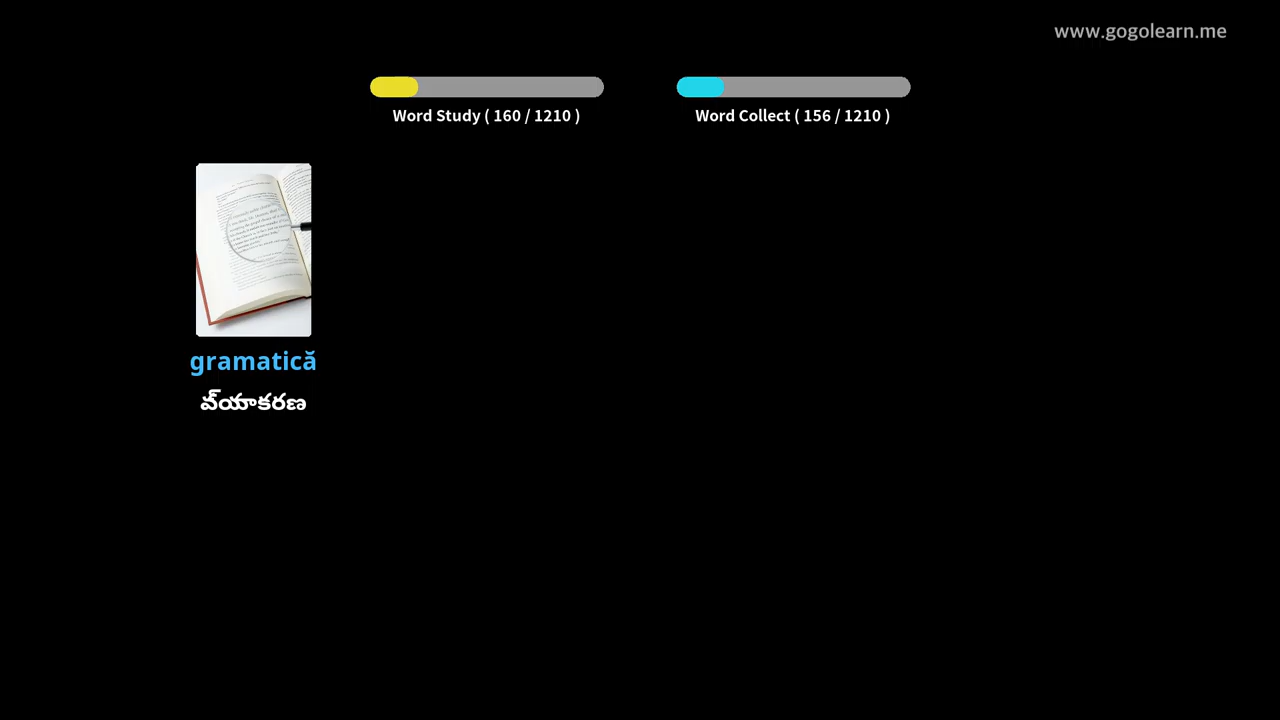 www.gogolearn.me
Word Study ( 160 / 1210 )
Word Collect ( 156 / 1210 )
gramatică
వ్యాకరణ